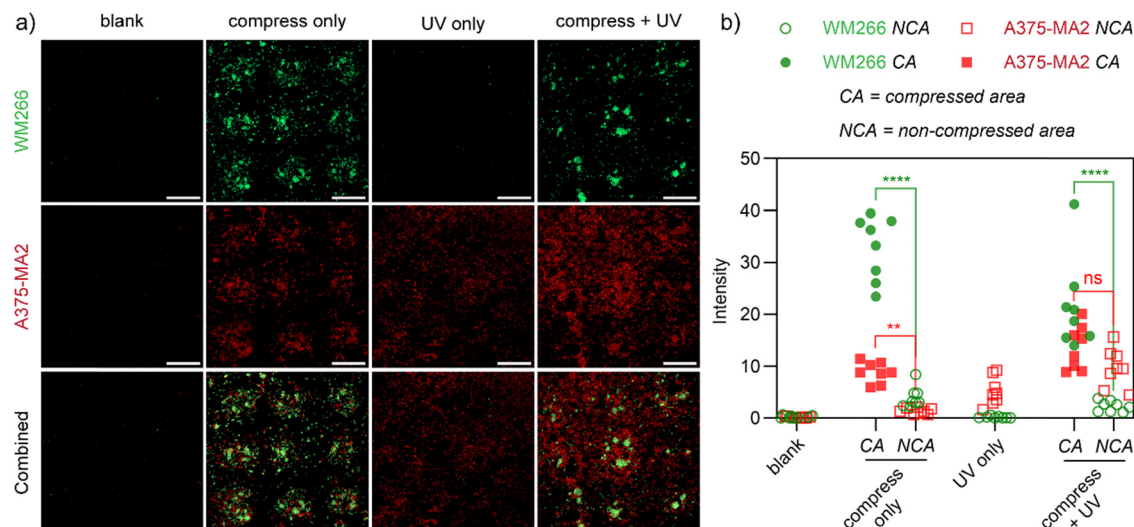 a)
blank
compress only
UV only
compress + UV
WM266
A375-MA2
Combined
b)
WM266 NCA
A375-MA2 NCA
WM266 CA
A375-MA2 CA
CA = compressed area
NCA = non-compressed area
Intensity
50
40
30
20
10
0
****
**
****
ns
blank
CA NCA
compress
only
UV only
CA NCA
compress
+ UV